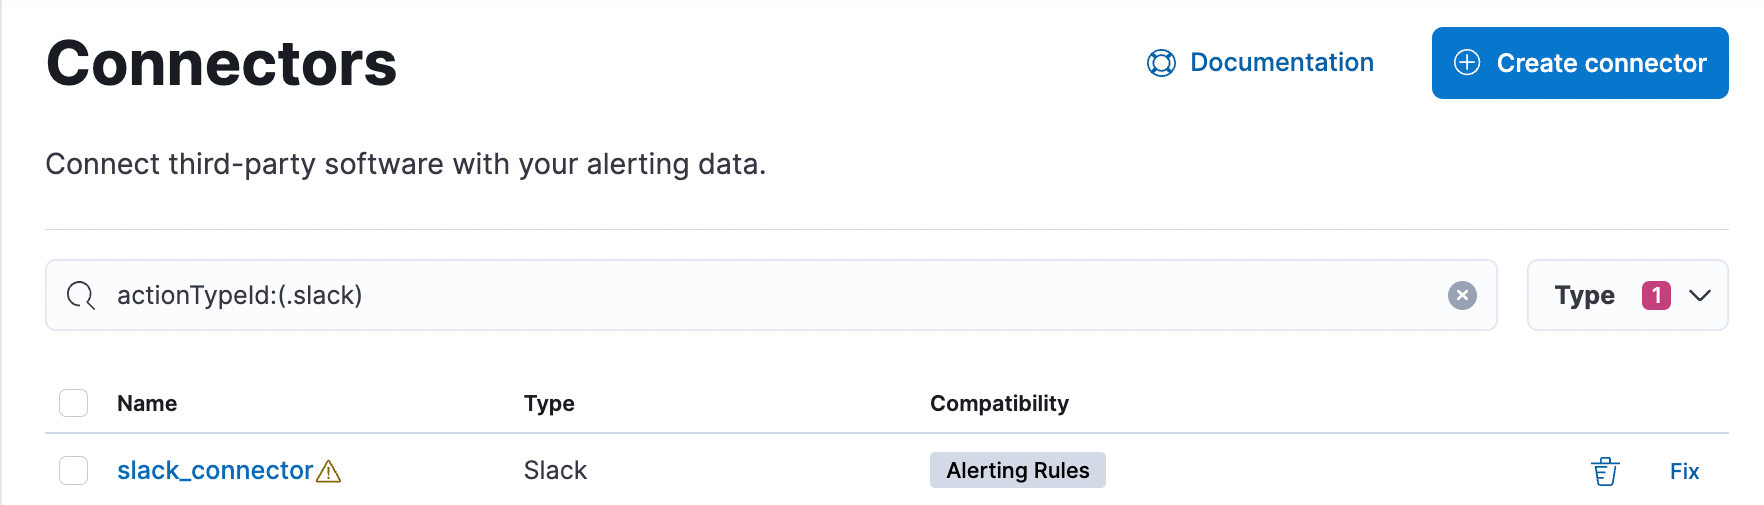 Connectors
Documentation
Create connector
Connect third-party software with your alerting data.
actionTypeId:(.slack)
Type 1
Name Type Compatibility
slack_connector Slack Alerting Rules Fix